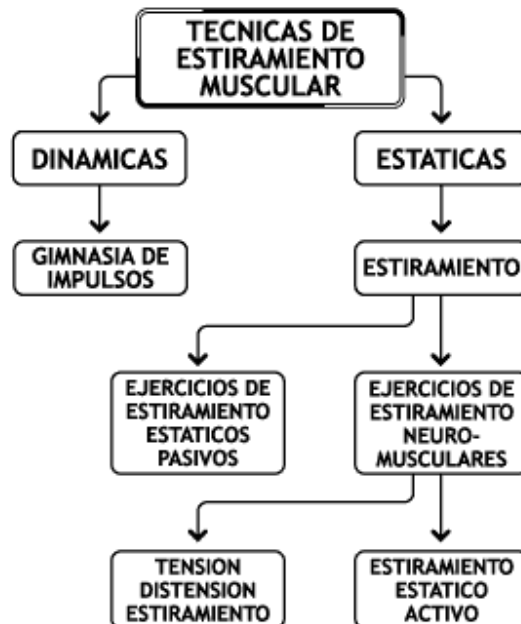 TECNICAS DE
ESTIRAMIENTO
MUSCULAR
DINAMICAS
ESTATICAS
GIMNASIA DE
IMPULSOS
ESTIRAMIENTO
EJERCICIOS DE
ESTIRAMIENTO
ESTATICOS
PASIVOS
EJERCICIOS DE
ESTIRAMIENTO
NEURO-
MUSCULARES
TENSION
DISTENSION
ESTIRAMIENTO
ESTIRAMIENTO
ESTATICO
ACTIVO